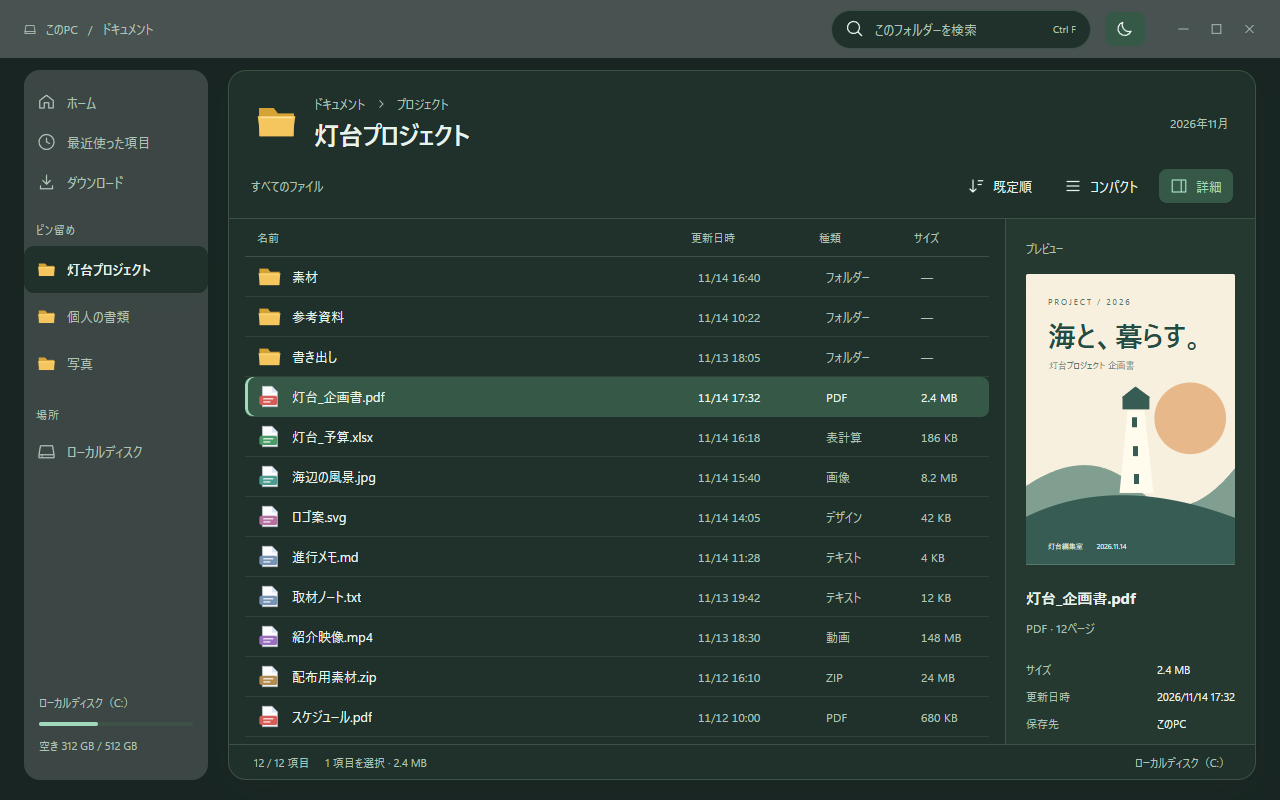 このPC / ドキュメント
このフォルダーを検索 Ctrl F
ホーム
最近使った項目
ダウンロード
ピン留め
灯台プロジェクト
個人の書類
写真
場所
ローカルディスク
ローカルディスク (C:)
空き 312 GB / 512 GB
ドキュメント > プロジェクト
灯台プロジェクト
2026年11月
すべてのファイル
既定順 コンパクト 詳細
名前 更新日時 種類 サイズ
素材 11/14 16:40 フォルダー —
参考資料 11/14 10:22 フォルダー —
書き出し 11/13 18:05 フォルダー —
灯台_企画書.pdf 11/14 17:32 PDF 2.4 MB
灯台_予算.xlsx 11/14 16:18 表計算 186 KB
海辺の風景.jpg 11/14 15:40 画像 8.2 MB
ロゴ案.svg 11/14 14:05 デザイン 42 KB
進行メモ.md 11/14 11:28 テキスト 4 KB
取材ノート.txt 11/13 19:42 テキスト 12 KB
紹介映像.mp4 11/13 18:30 動画 148 MB
配布用素材.zip 11/12 16:10 ZIP 24 MB
スケジュール.pdf 11/12 10:00 PDF 680 KB
プレビュー
PROJECT / 2026
海と、暮らす。
灯台プロジェクト 企画書
灯台編集室 2026.11.14
灯台_企画書.pdf
PDF · 12ページ
サイズ 2.4 MB
更新日時 2026/11/14 17:32
保存先 このPC
12 / 12 項目 1 項目を選択 · 2.4 MB
ローカルディスク (C:)